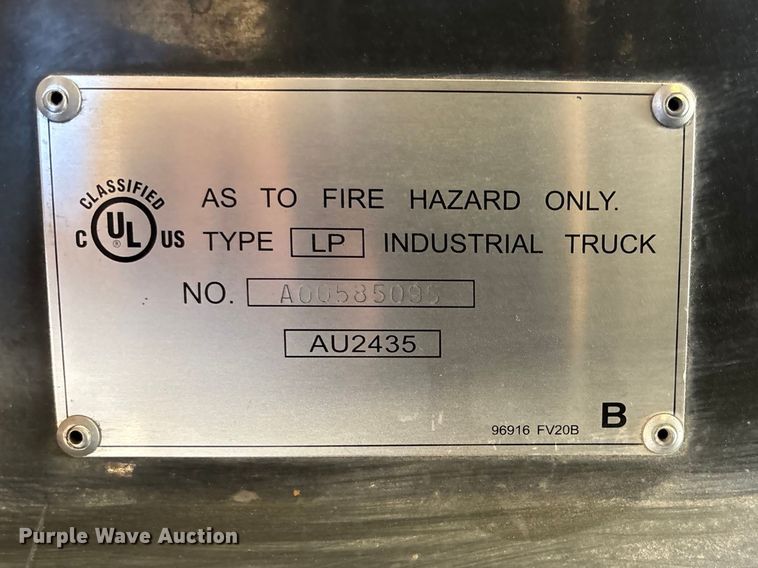 CLASSIFIED
C UL US
®
AS TO FIRE HAZARD ONLY.
TYPE LP INDUSTRIAL TRUCK
NO. A00585095
AU2435
96916 FV20B B
Purple Wave Auction